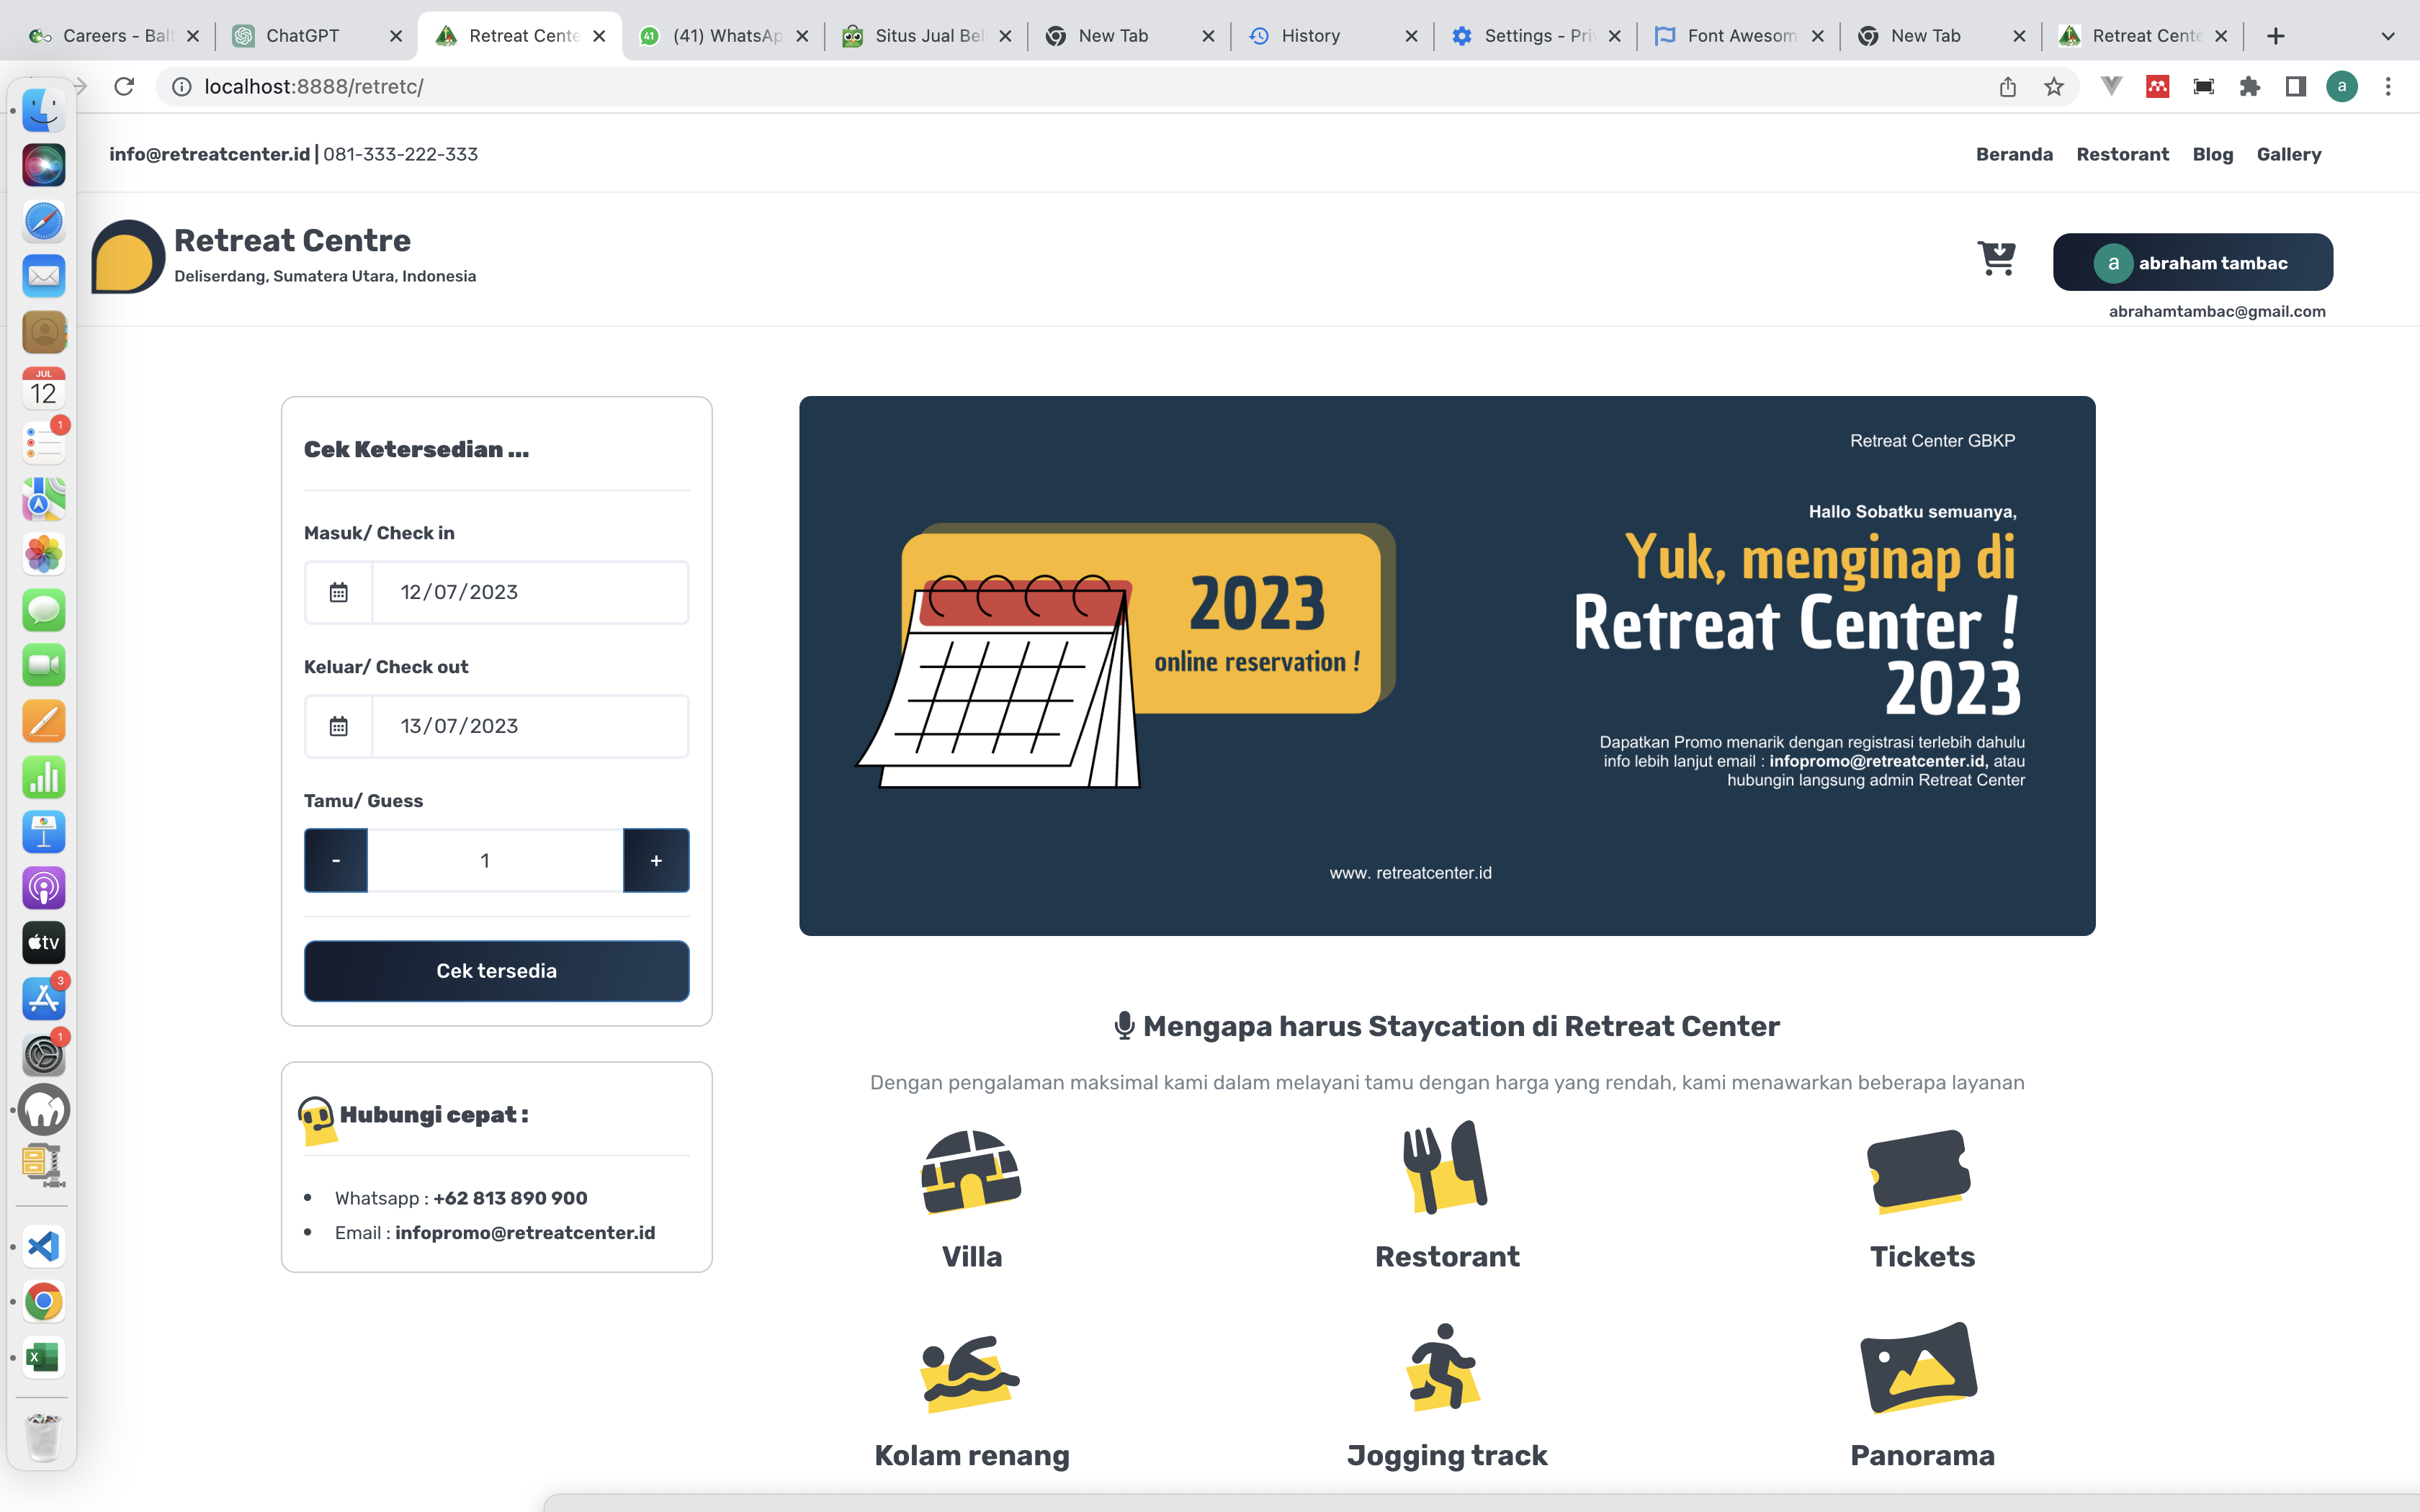 Careers - Balt
ChatGPT
Retreat Cente
(41) WhatsAp
Situs Jual Bel
New Tab
History
Settings - Pri
Font Awesom
New Tab
Retreat Cente
localhost:8888/retretc/
a
info@retreatcenter.id | 081-333-222-333
Beranda Restorant Blog Gallery
Retreat Centre
Deliserdang, Sumatera Utara, Indonesia
a abraham tambac
abrahamtambac@gmail.com
JUL
12
1
tv
3
1
Cek Ketersedian ...
Masuk/ Check in
12/07/2023
Keluar/ Check out
13/07/2023
Tamu/ Guess
- 1 +
Cek tersedia
Hubungi cepat :
Whatsapp : +62 813 890 900
Email : infopromo@retreatcenter.id
Retreat Center GBKP
Hallo Sobatku semuanya,
Yuk, menginap di
Retreat Center !
2023
2023
online reservation !
Dapatkan Promo menarik dengan registrasi terlebih dahulu
info lebih lanjut email : infopromo@retreatcenter.id, atau
hubungin langsung admin Retreat Center
www. retreatcenter.id
Mengapa harus Staycation di Retreat Center
Dengan pengalaman maksimal kami dalam melayani tamu dengan harga yang rendah, kami menawarkan beberapa layanan
Villa
Restorant
Tickets
Kolam renang
Jogging track
Panorama